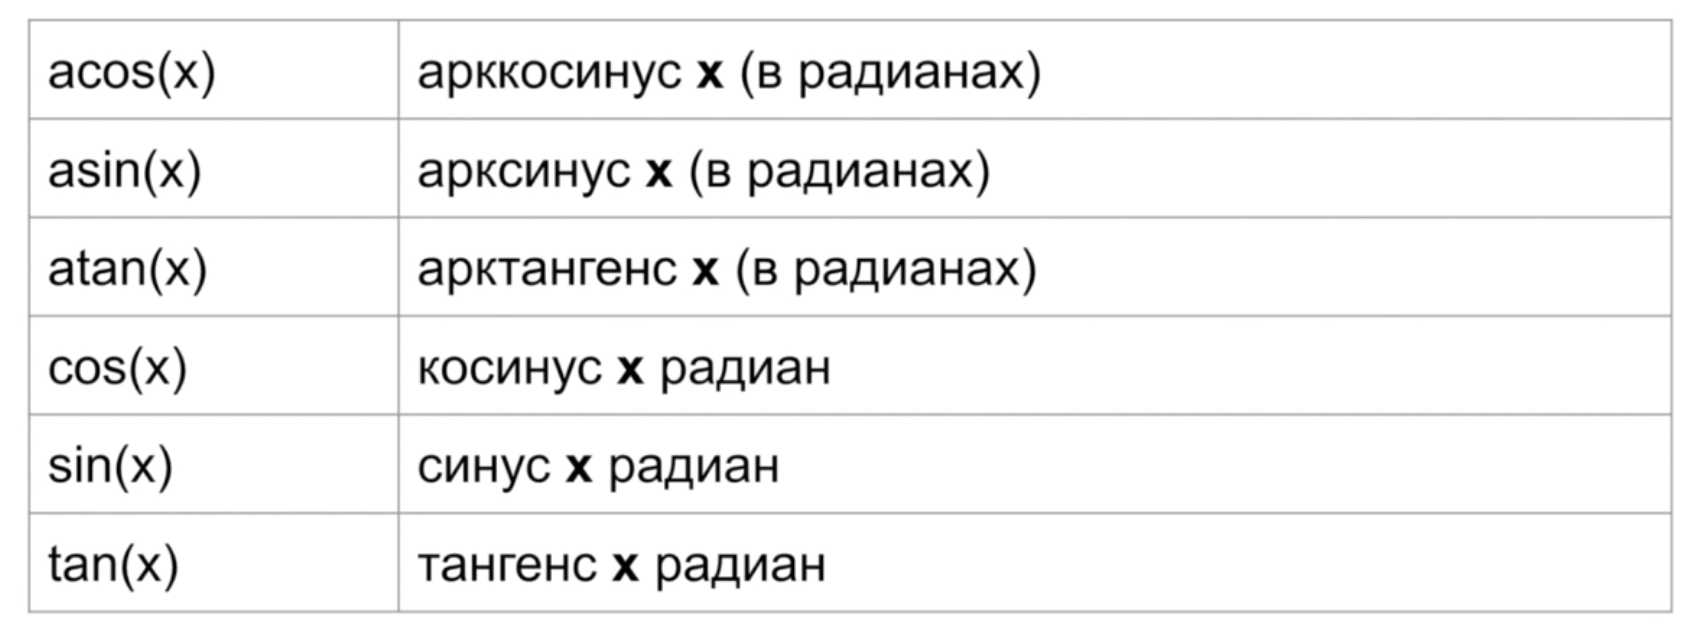 acos(x) арккосинус x (в радианах)
asin(x) арксинус x (в радианах)
atan(x) арктангенс x (в радианах)
cos(x) косинус x радиан
sin(x) синус x радиан
tan(x) тангенс x радиан